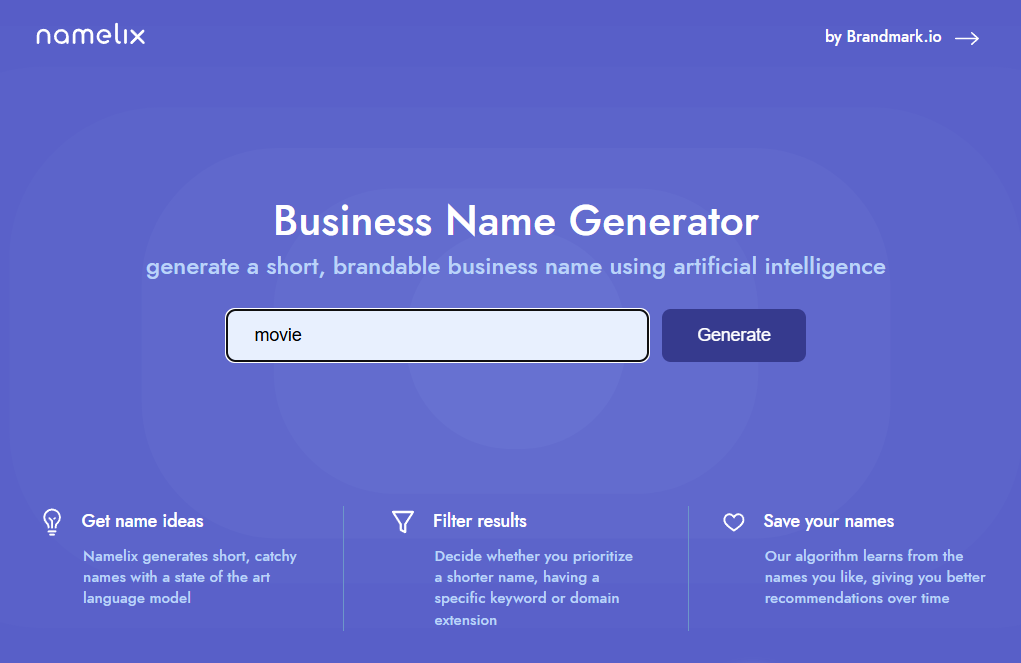 namelix
by Brandmark.io
Business Name Generator
generate a short, brandable business name using artificial intelligence
movie
Generate
Get name ideas
Namelix generates short, catchy
names with a state of the art
language model
Filter results
Decide whether you prioritize
a shorter name, having a
specific keyword or domain
extension
Save your names
Our algorithm learns from the
names you like, giving you better
recommendations over time